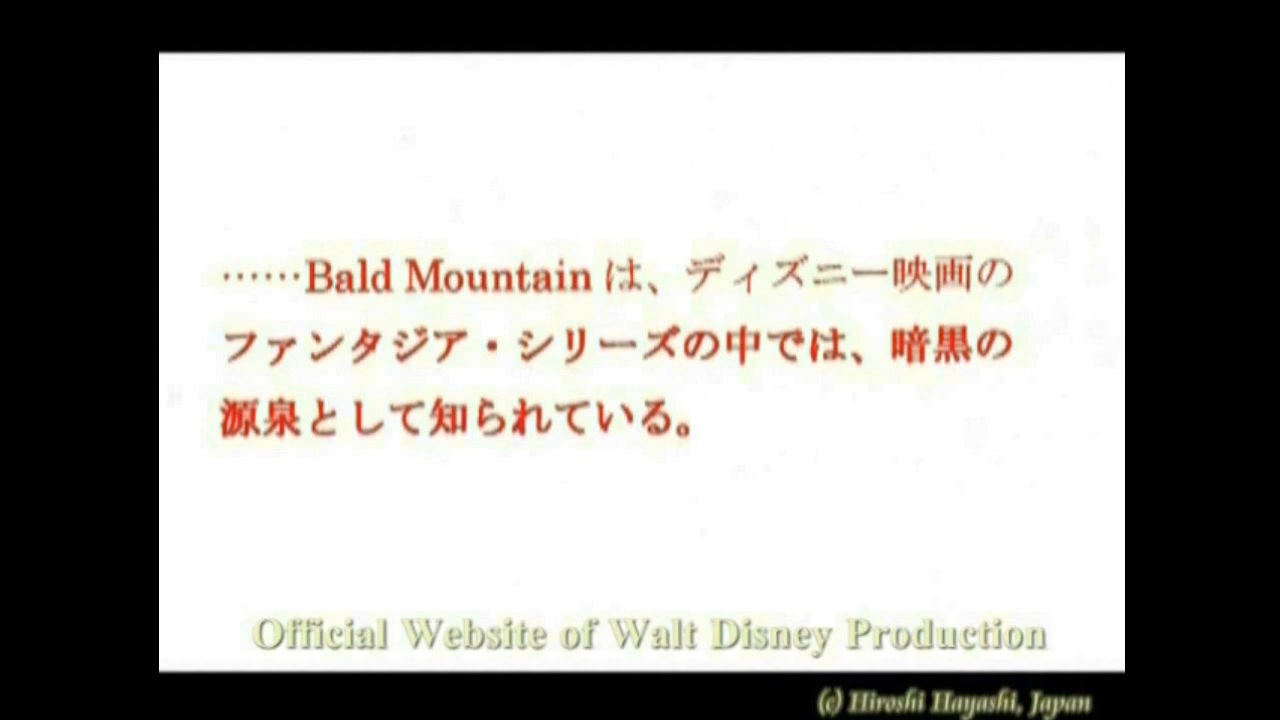 ……Bald Mountain は、ディズニー映画の
ファンタジア・シリーズの中では、暗黒の
源泉として知られている。
Official Website of Walt Disney Production
(c) Hiroshi Hayashi, Japan